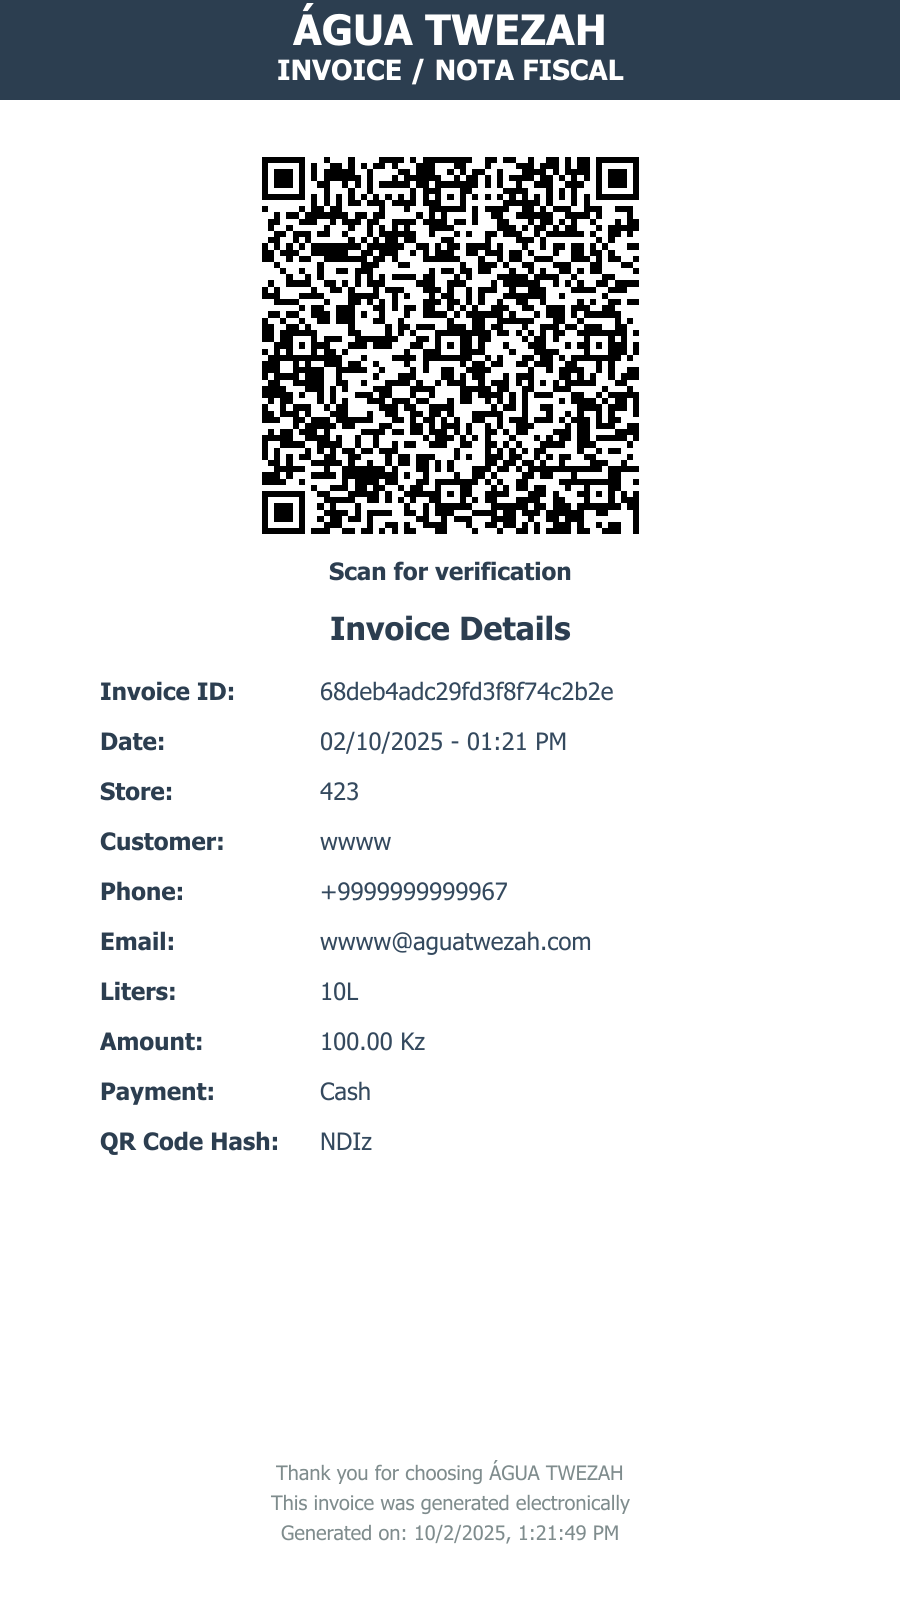 ÁGUA TWEZAH
INVOICE / NOTA FISCAL
Scan for verification
Invoice Details
Invoice ID: 68deb4adc29fd3f8f74c2b2e
Date: 02/10/2025 - 01:21 PM
Store: 423
Customer: wwww
Phone: +9999999999967
Email: wwww@aguatwezah.com
Liters: 10L
Amount: 100.00 Kz
Payment: Cash
QR Code Hash: NDIz
Thank you for choosing ÁGUA TWEZAH
This invoice was generated electronically
Generated on: 10/2/2025, 1:21:49 PM